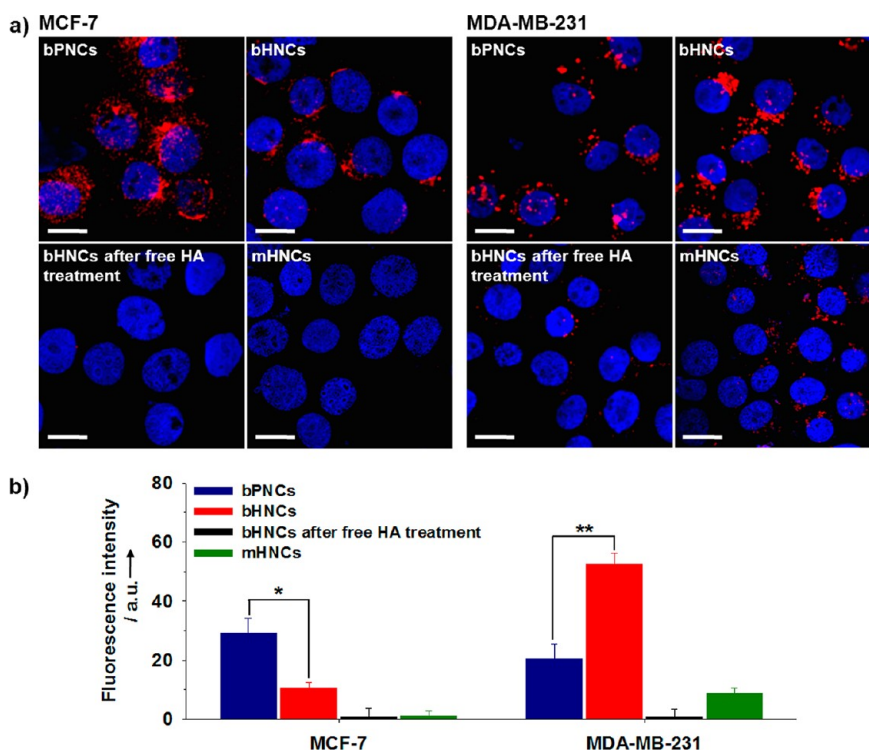 a)
MCF-7
MDA-MB-231
bPNCs
bHNCs
bPNCs
bHNCs
bHNCs after free HA
treatment
mHNCs
bHNCs after free HA
treatment
mHNCs
b)
Fluorescence intensity
/ a.u. ⟶
80
60
40
20
0
bPNCs
bHNCs
bHNCs after free HA treatment
mHNCs
*
**
MCF-7
MDA-MB-231